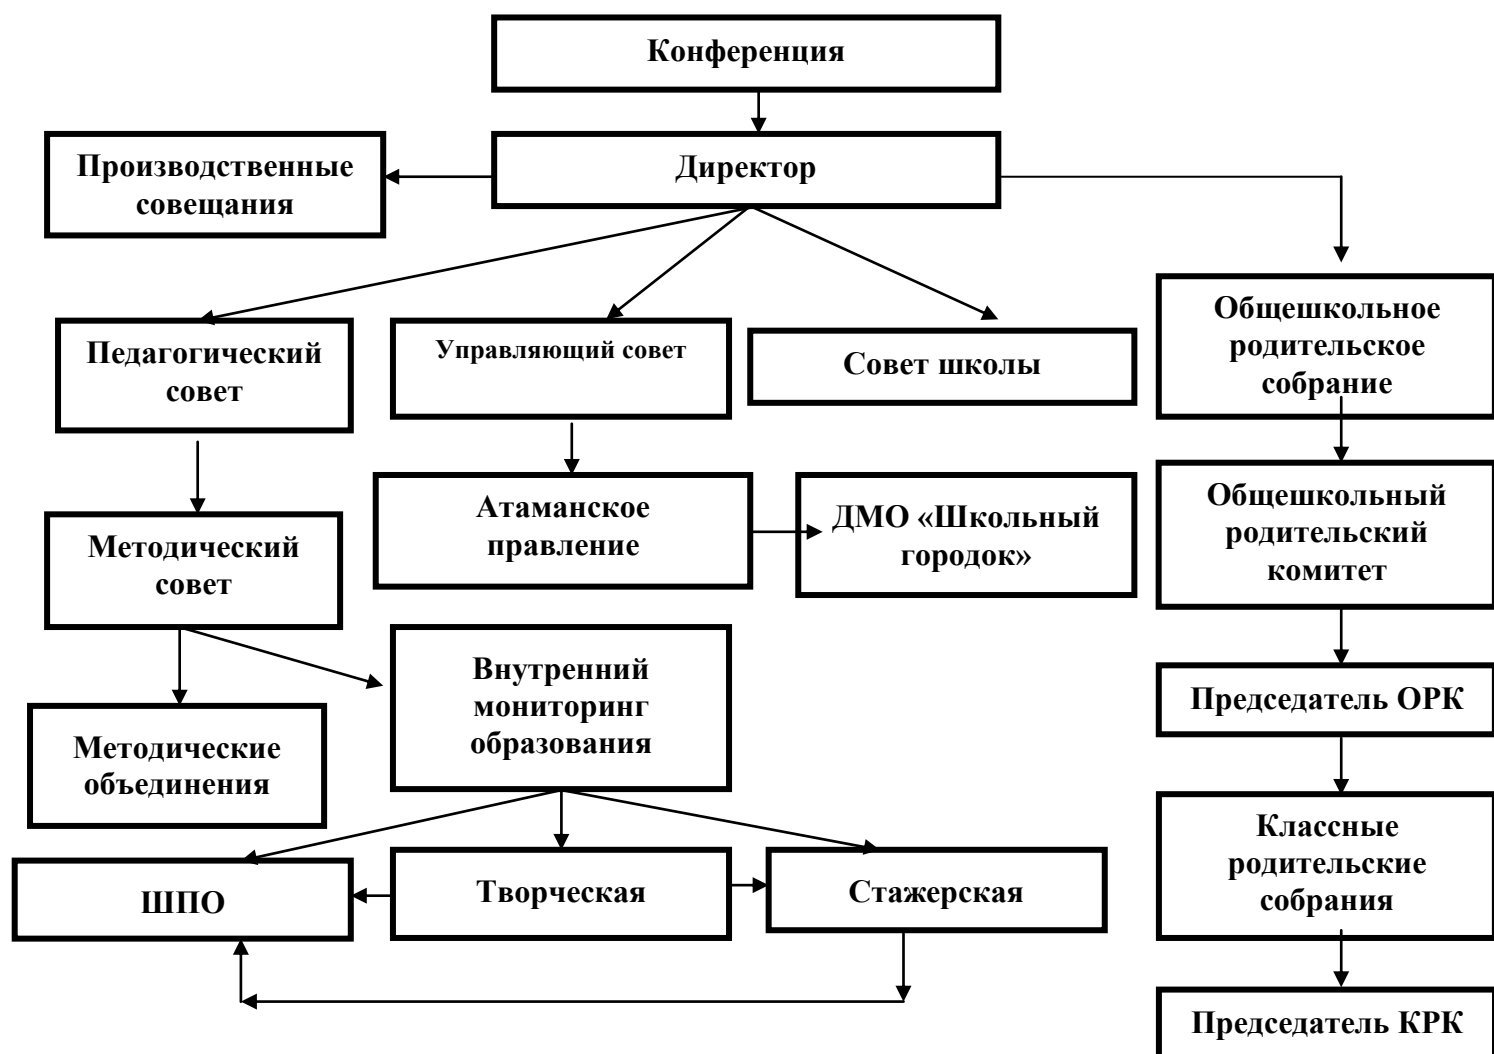 Конференция
Производственные
совещания
Директор
Общешкольное
родительское
собрание
Педагогический
совет
Управляющий совет
Совет школы
Общешкольный
родительский
комитет
Атаманское
правление
ДМО «Школьный
городок»
Методический
совет
Внутренний
мониторинг
образования
Председатель ОРК
Методические
объединения
Классные
родительские
собрания
ШПО
Творческая
Стажерская
Председатель КРК